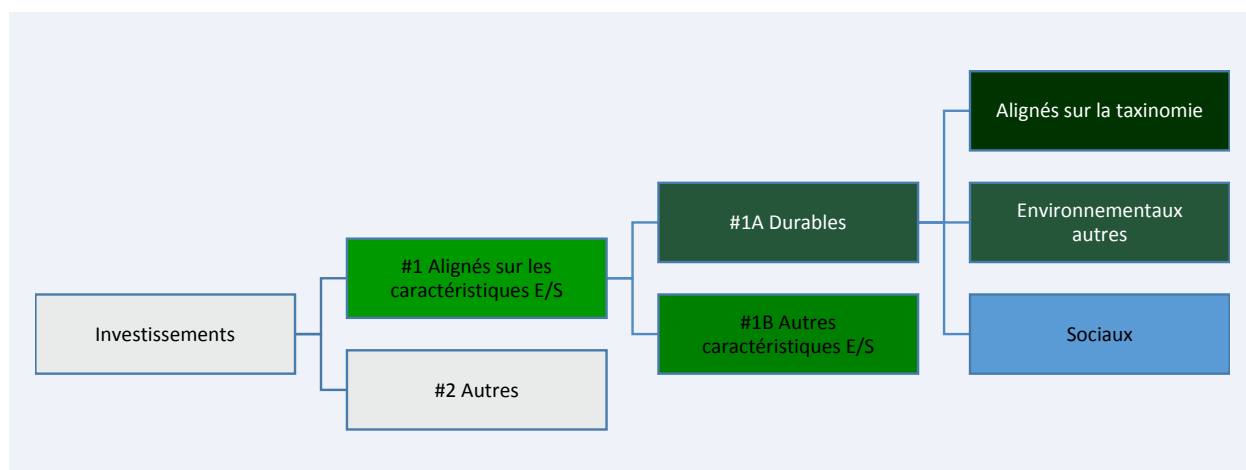 Investissements
#1 Alignés sur les
caractéristiques E/S
#2 Autres
#1A Durables
#1B Autres
caractéristiques E/S
Alignés sur la taxinomie
Environnementaux
autres
Sociaux